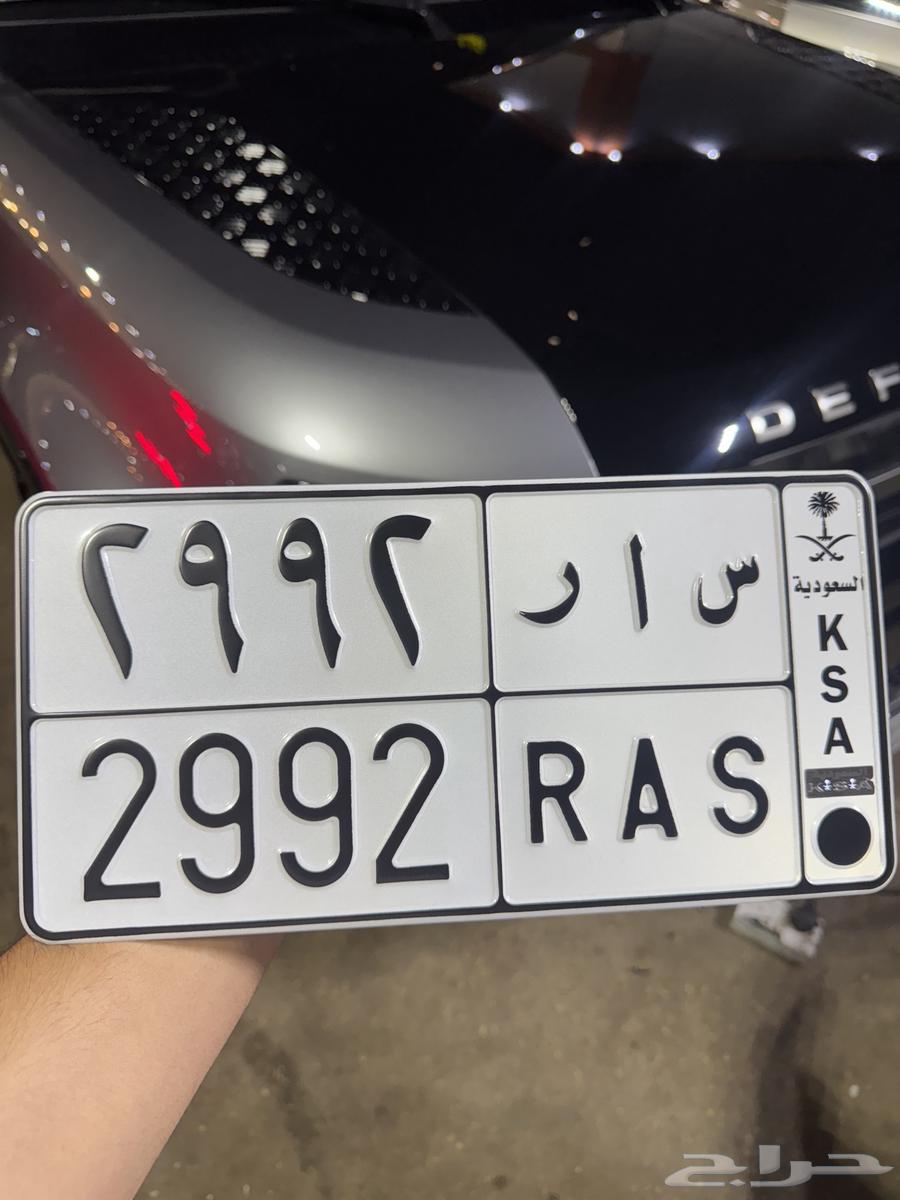 DEF
٢٩٩٢ س ا ر
2992 RAS
السعودية
K
S
A
حراج